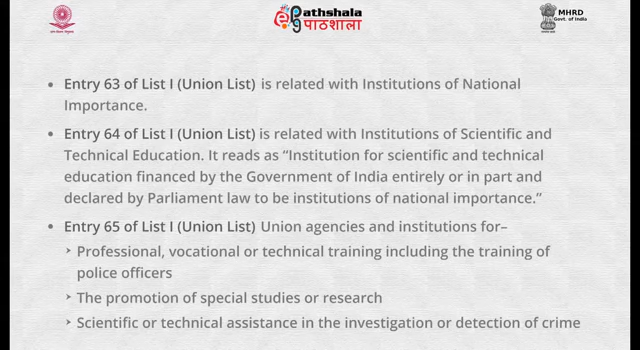 ePathshala
पाठशाला
MHRD
Govt. of India
• Entry 63 of List I (Union List) is related with Institutions of National
Importance.
• Entry 64 of List I (Union List) is related with Institutions of Scientific and
Technical Education. It reads as “Institution for scientific and technical
education financed by the Government of India entirely or in part and
declared by Parliament law to be institutions of national importance.”
• Entry 65 of List I (Union List) Union agencies and institutions for–
‣ Professional, vocational or technical training including the training of
police officers
‣ The promotion of special studies or research
‣ Scientific or technical assistance in the investigation or detection of crime